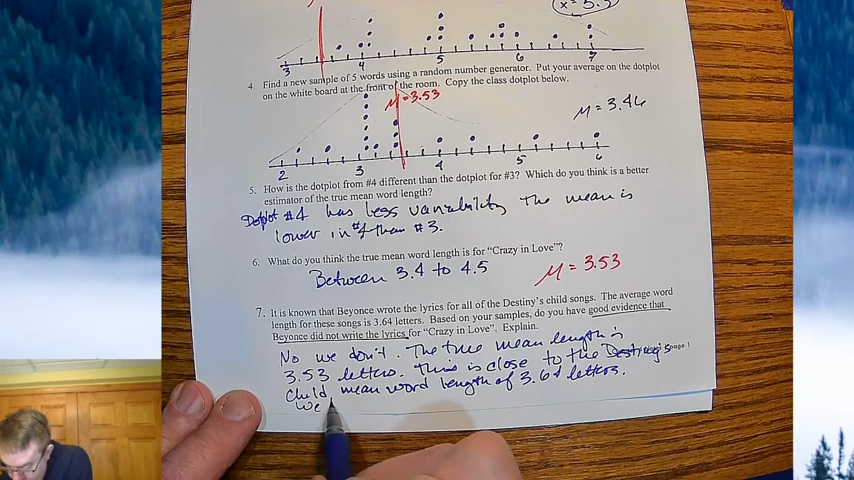 x̄ = 5.3
3 4 5 6 7
4. Find a new sample of 5 words using a random number generator. Put your average on the dotplot
on the white board at the front of the room. Copy the class dotplot below.
μ = 3.53
μ = 3.46
2 3 4 5 6
5. How is the dotplot from #4 different than the dotplot for #3? Which do you think is a better
estimator of the true mean word length?
Dotplot #4 has less variability The mean is
lower in #4 than #3.
6. What do you think the true mean word length is for "Crazy in Love"?
Between 3.4 to 4.5
μ = 3.53
7. It is known that Beyonce wrote the lyrics for all of the Destiny's child songs. The average word
length for these songs is 3.64 letters. Based on your samples, do you have good evidence that
Beyonce did not write the lyrics for "Crazy in Love". Explain.
No we don't. The true mean length is
3.53 letters. This is close to the Destiny's
page 1
child mean word length of 3.64 letters.
We